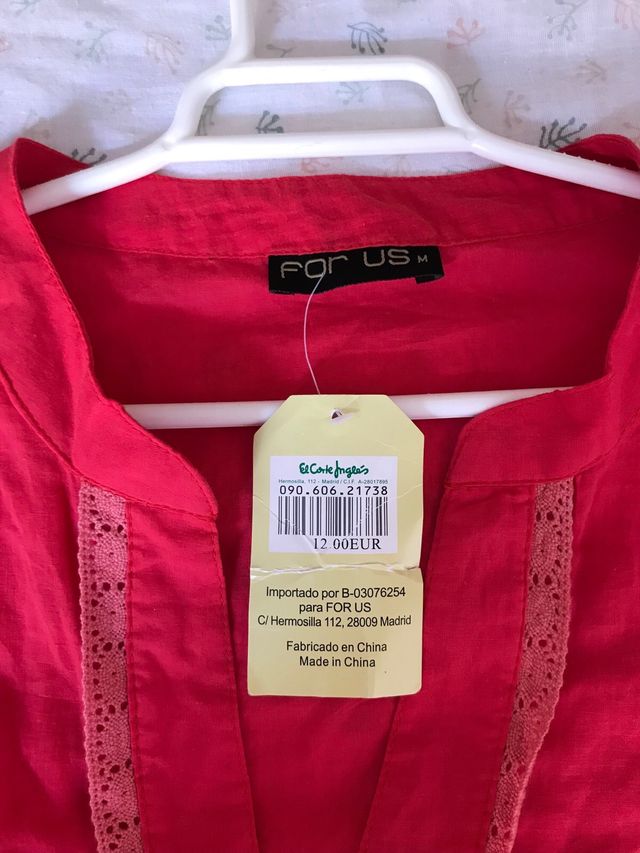 FOr US M
El Corte Inglés
Hermosilla, 112 - Madrid / C.I.F. A-28017895
090.606.21738
12.00EUR
Importado por B-03076254
para FOR US
C/ Hermosilla 112, 28009 Madrid
Fabricado en China
Made in China